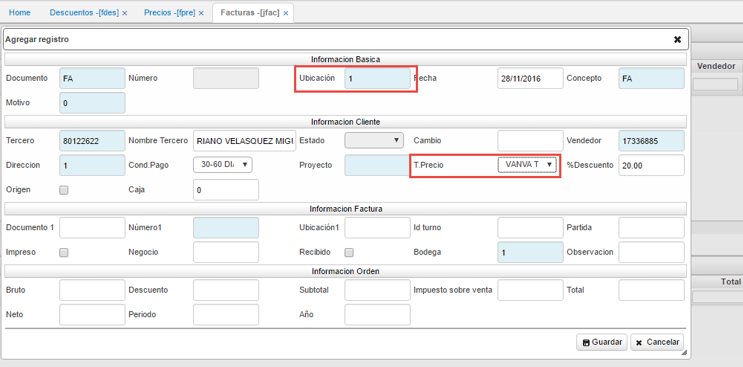 Home Descuentos -[fdes] × Precios -[fpre] × Facturas -[jfac] ×
Agregar registro ✖
Informacion Basica
Documento FA Número Ubicación 1 Fecha 28/11/2016 Concepto FA
Vendedor
Motivo 0
Informacion Cliente
Tercero 80122622 Nombre Tercero RIANO VELASQUEZ MIGU Estado Cambio Vendedor 17336885
Direccion 1 Cond.Pago 30-60 DI Proyecto T.Precio VANVA T %Descuento 20.00
Origen Caja 0
Informacion Factura
Documento 1 Número1 Ubicación1 Id turno Partida
Impreso Negocio Recibido Bodega 1 Observacion
Informacion Orden
Bruto Descuento Subtotal Impuesto sobre venta Total
Total
Neto Periodo Año
Guardar ✖ Cancelar